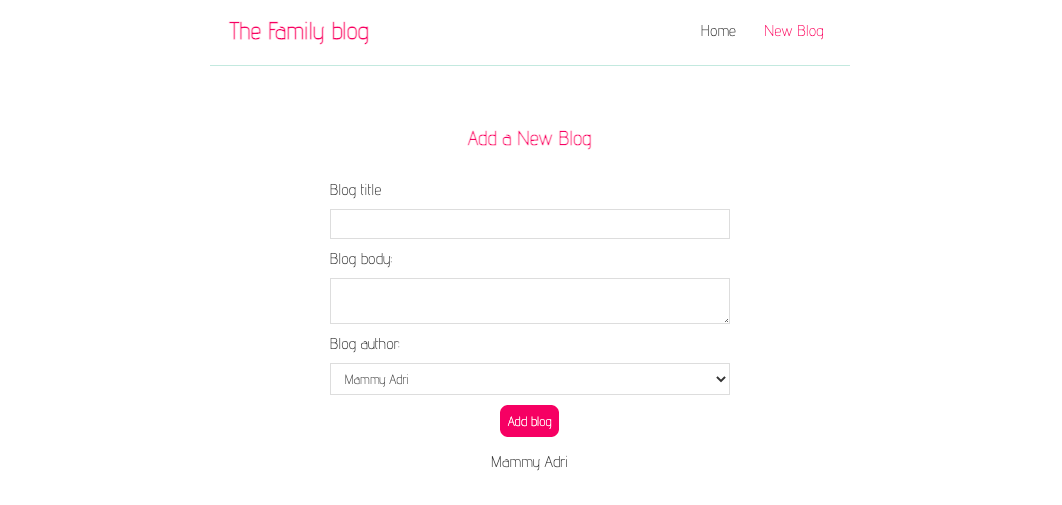 The Family blog
Home
New Blog
Add a New Blog
Blog title
Blog body:
Blog author:
Mammy Adri
Add blog
Mammy Adri